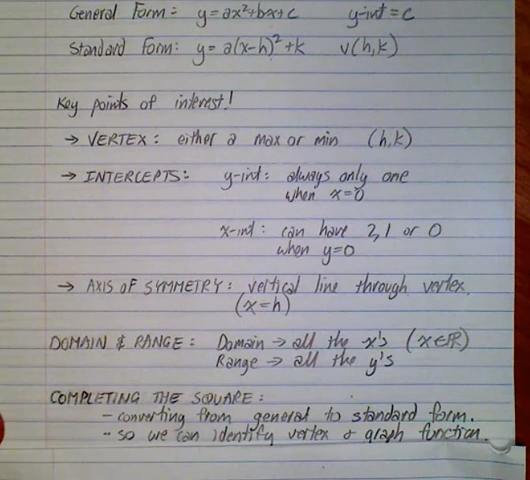 General Form: y=ax²+bx+c y-int=c
Standard Form: y=a(x-h)²+k V(h,k)
Key points of interest!
→ VERTEX: either a max or min (h,k)
→ INTERCEPTS: y-int: always only one
when x=0
x-int: can have 2, 1 or 0
when y=0
→ AXIS OF SYMMETRY: vertical line through vertex.
(x=h)
DOMAIN & RANGE: Domain → all the x's (x∈ℝ)
Range → all the y's
COMPLETING THE SQUARE:
- converting from general to standard form.
- so we can identify vertex & graph function.